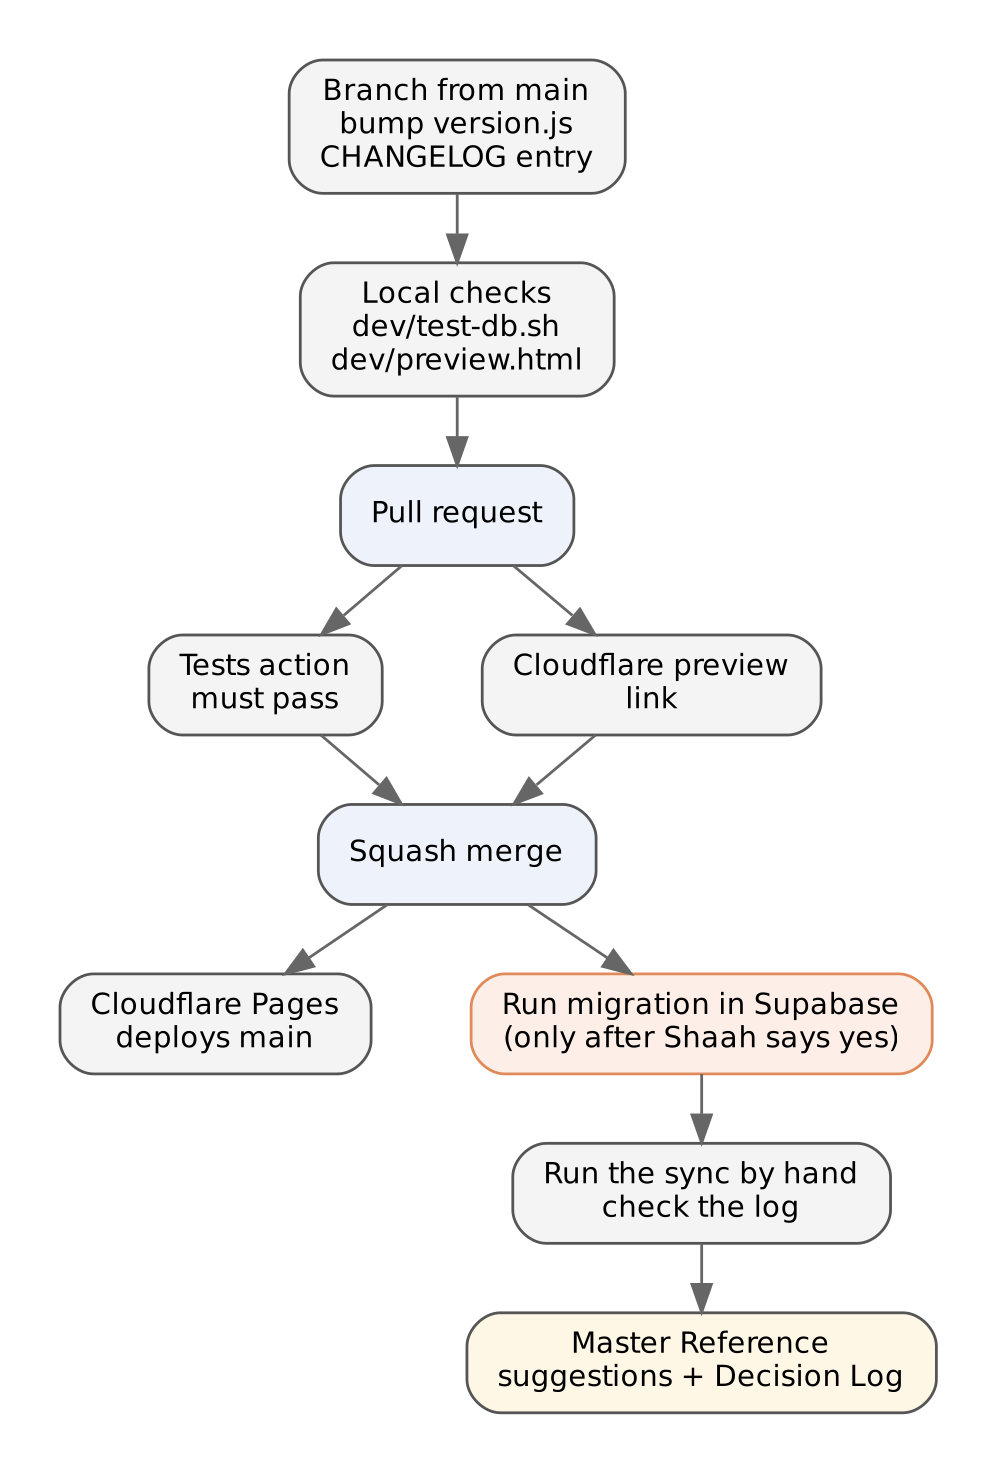 Branch from main
bump version.js
CHANGELOG entry
Local checks
dev/test-db.sh
dev/preview.html
Pull request
Tests action
must pass
Cloudflare preview
link
Squash merge
Cloudflare Pages
deploys main
Run migration in Supabase
(only after Shaah says yes)
Run the sync by hand
check the log
Master Reference
suggestions + Decision Log